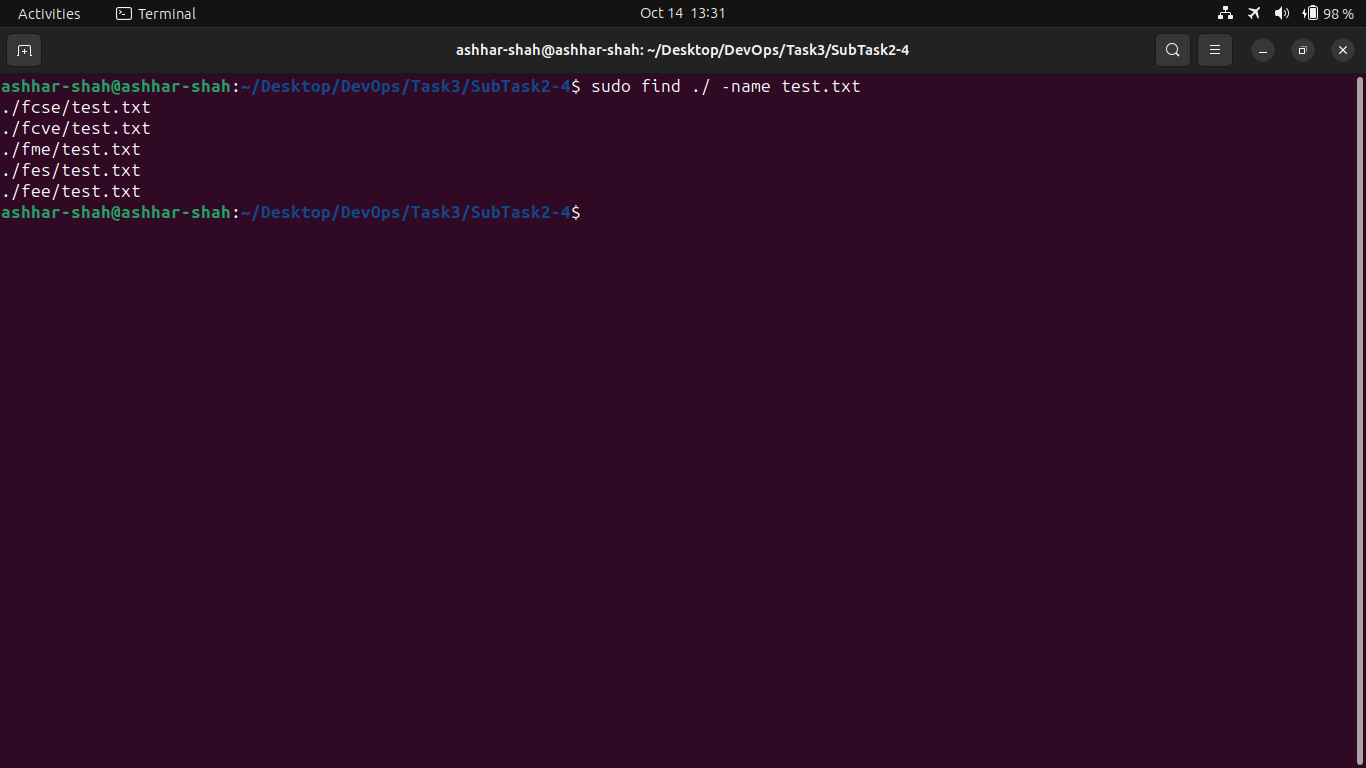 Activities Terminal Oct 14 13:31 98 %
ashhar-shah@ashhar-shah: ~/Desktop/DevOps/Task3/SubTask2-4
ashhar-shah@ashhar-shah:~/Desktop/DevOps/Task3/SubTask2-4$ sudo find ./ -name test.txt
./fcse/test.txt
./fcve/test.txt
./fme/test.txt
./fes/test.txt
./fee/test.txt
ashhar-shah@ashhar-shah:~/Desktop/DevOps/Task3/SubTask2-4$